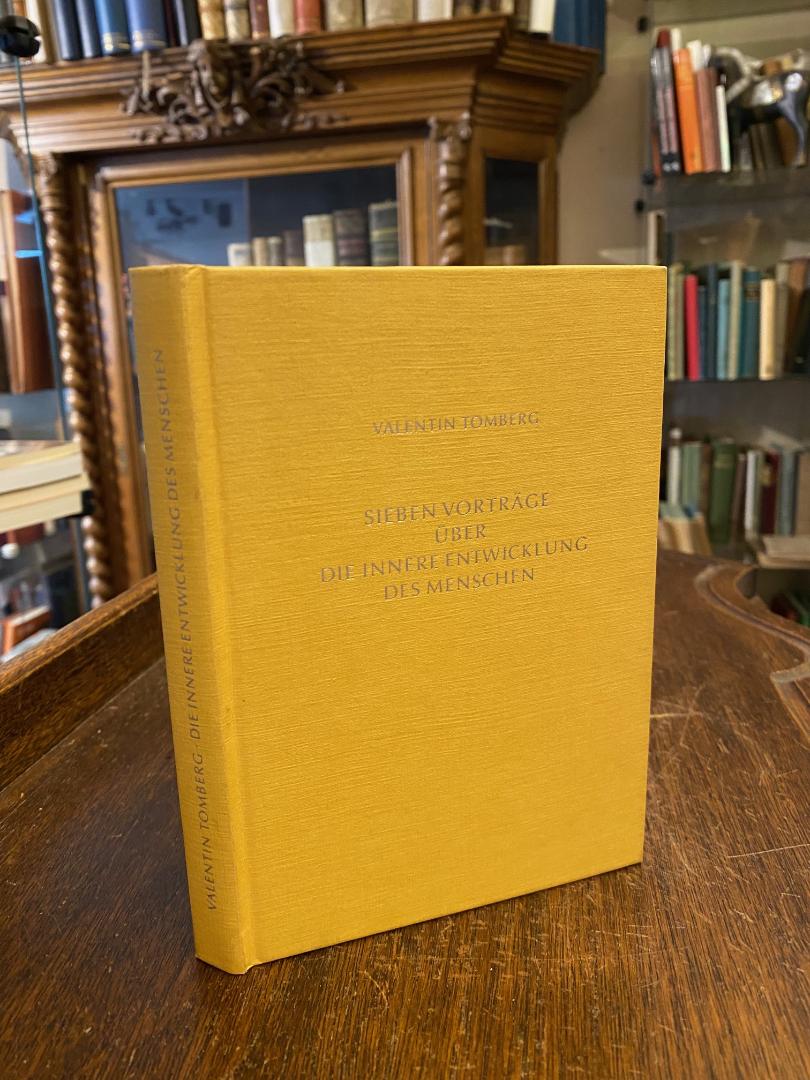 VALENTIN TOMBERG · DIE INNERE ENTWICKLUNG DES MENSCHEN
VALENTIN TOMBERG
SIEBEN VORTRÄGE
ÜBER
DIE INNERE ENTWICKLUNG
DES MENSCHEN